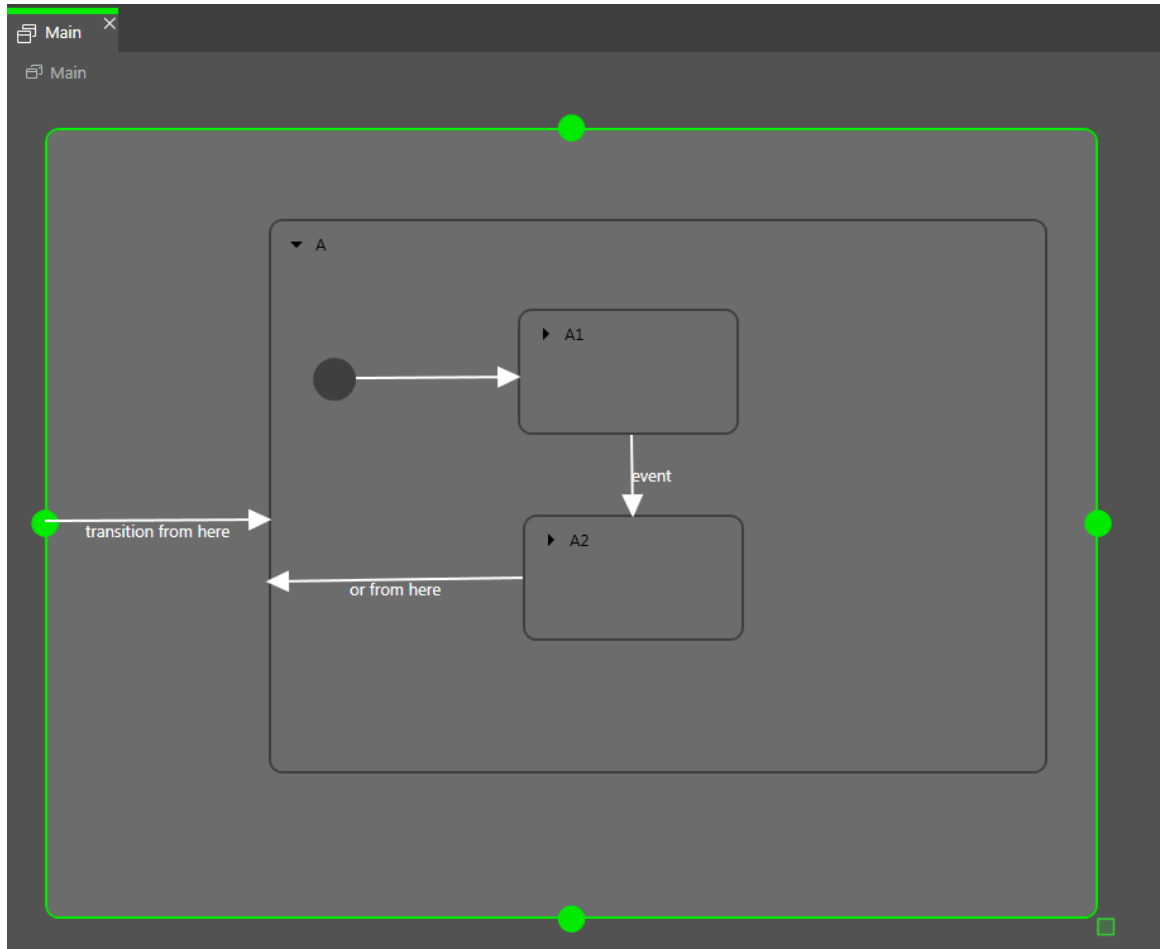 Main
Main
A
A1
event
transition from here
A2
or from here